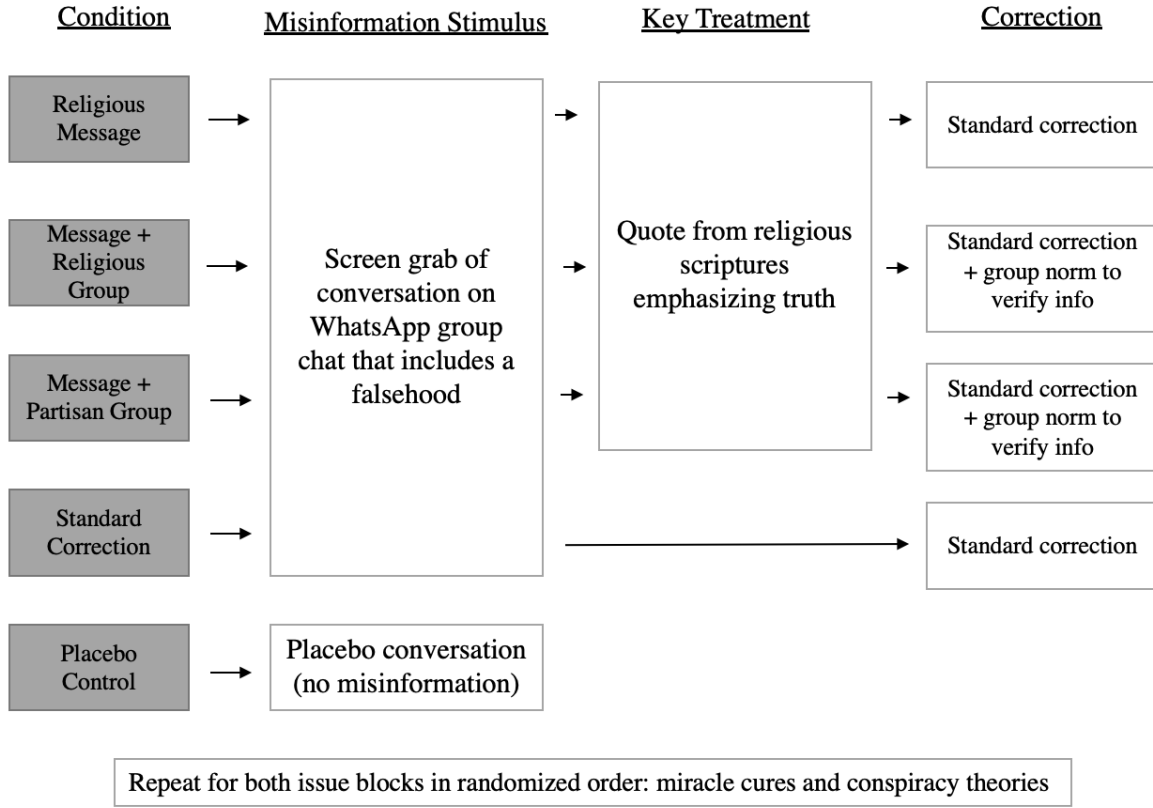 Condition
Misinformation Stimulus
Key Treatment
Correction
Religious
Message
Message +
Religious
Group
Message +
Partisan Group
Standard
Correction
Placebo
Control
Screen grab of
conversation on
WhatsApp group
chat that includes a
falsehood
Placebo conversation
(no misinformation)
Quote from religious
scriptures
emphasizing truth
Standard correction
Standard correction
+ group norm to
verify info
Standard correction
+ group norm to
verify info
Standard correction
Repeat for both issue blocks in randomized order: miracle cures and conspiracy theories